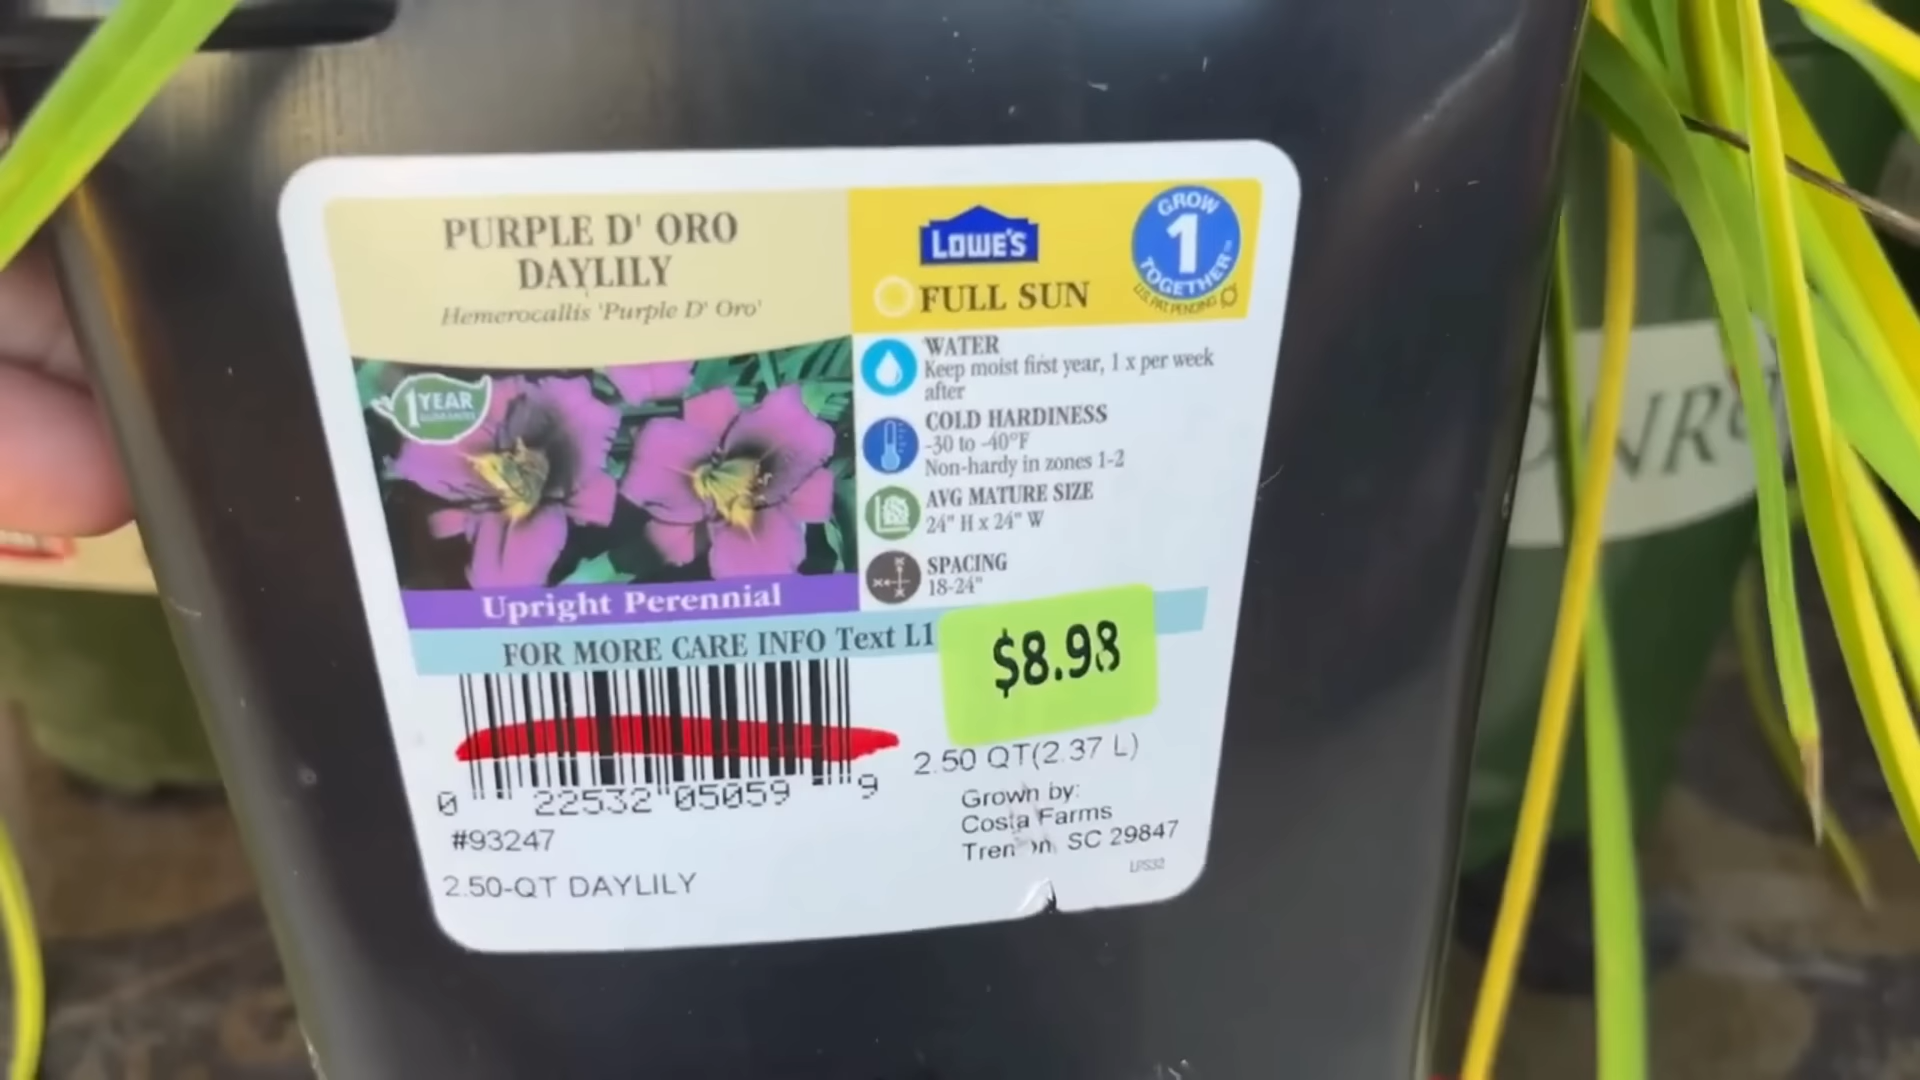 PURPLE D' ORO
DAYLILY
Hemerocallis 'Purple D' Oro'
LOWE'S
FULL SUN
GROW
1
TOGETHER™
U.S. PAT. PENDING
WATER
Keep moist first year, 1 x per week
after
COLD HARDINESS
-30 to -40°F
Non-hardy in zones 1-2
AVG MATURE SIZE
24" H x 24" W
SPACING
18-24"
1 YEAR
Upright Perennial
FOR MORE CARE INFO Text L1
$8.98
0 22532 05059 9
2.50 QT(2.37 L)
#93247
Grown by:
Costa Farms
SC 29847
2.50-QT DAYLILY